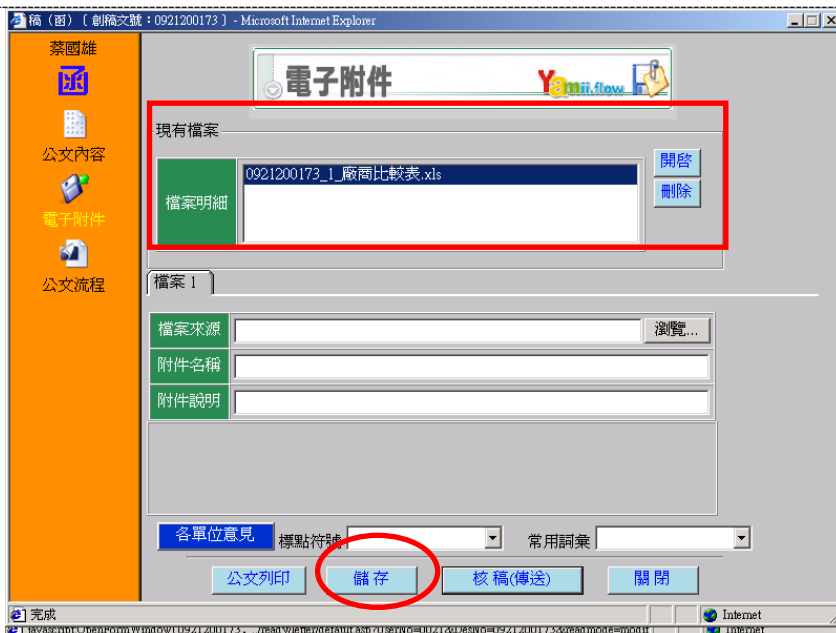 稿（函）〔創稿文號：0921200173〕- Microsoft Internet Explorer
蔡國雄
函
公文內容
電子附件
公文流程
電子附件
Yamii.flow
現有檔案
檔案明細
0921200173_1_廠商比較表.xls
開啓
刪除
檔案 1
檔案來源
瀏覽...
附件名稱
附件說明
各單位意見
標點符號
常用詞彙
公文列印
儲存
核稿(傳送)
關閉
完成
Internet
Internet